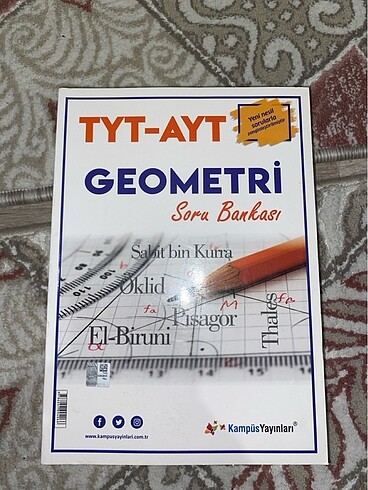 TYT-AYT
Yeni nesil
sorularla
zenginleştirilmiştir
GEOMETRİ
Soru Bankası
Sabit bin Kurra
Öklid
Pisagor
Thales
El-Biruni
www.kampusyayinlari.com.tr
KampüsYayınları